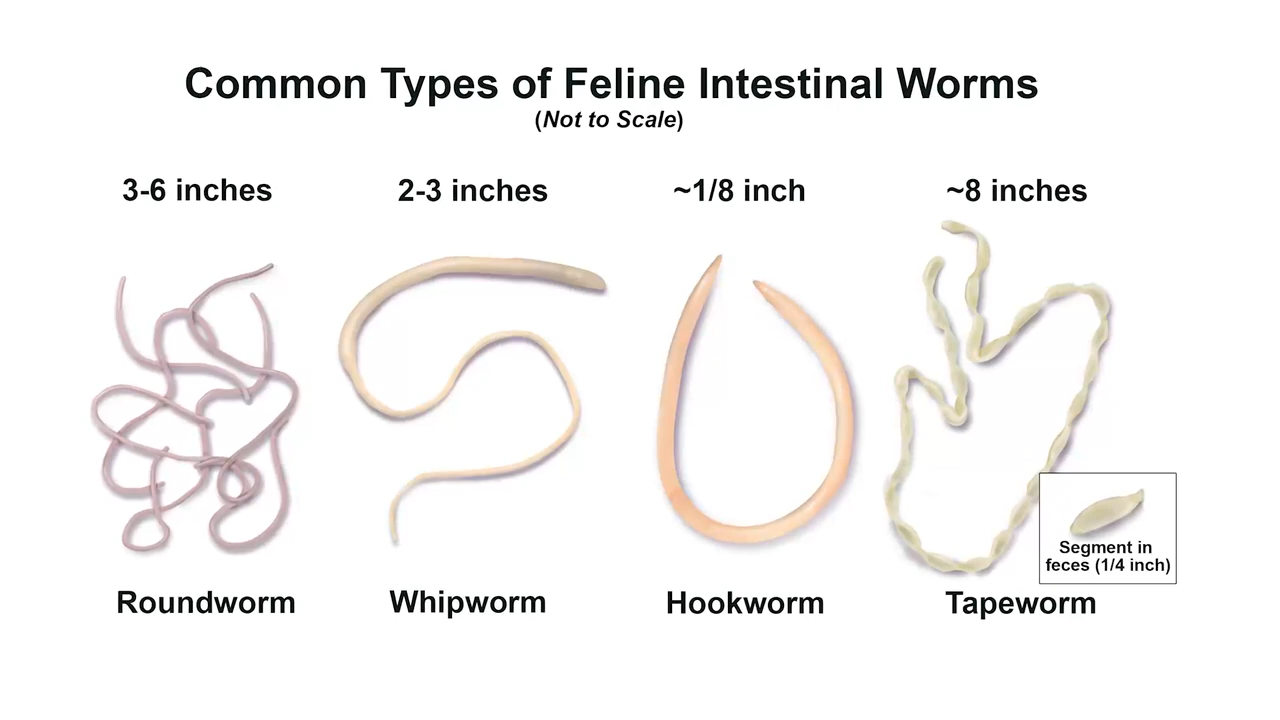 Common Types of Feline Intestinal Worms
(Not to Scale)
3-6 inches
2-3 inches
~1/8 inch
~8 inches
Segment in
feces (1/4 inch)
Roundworm
Whipworm
Hookworm
Tapeworm